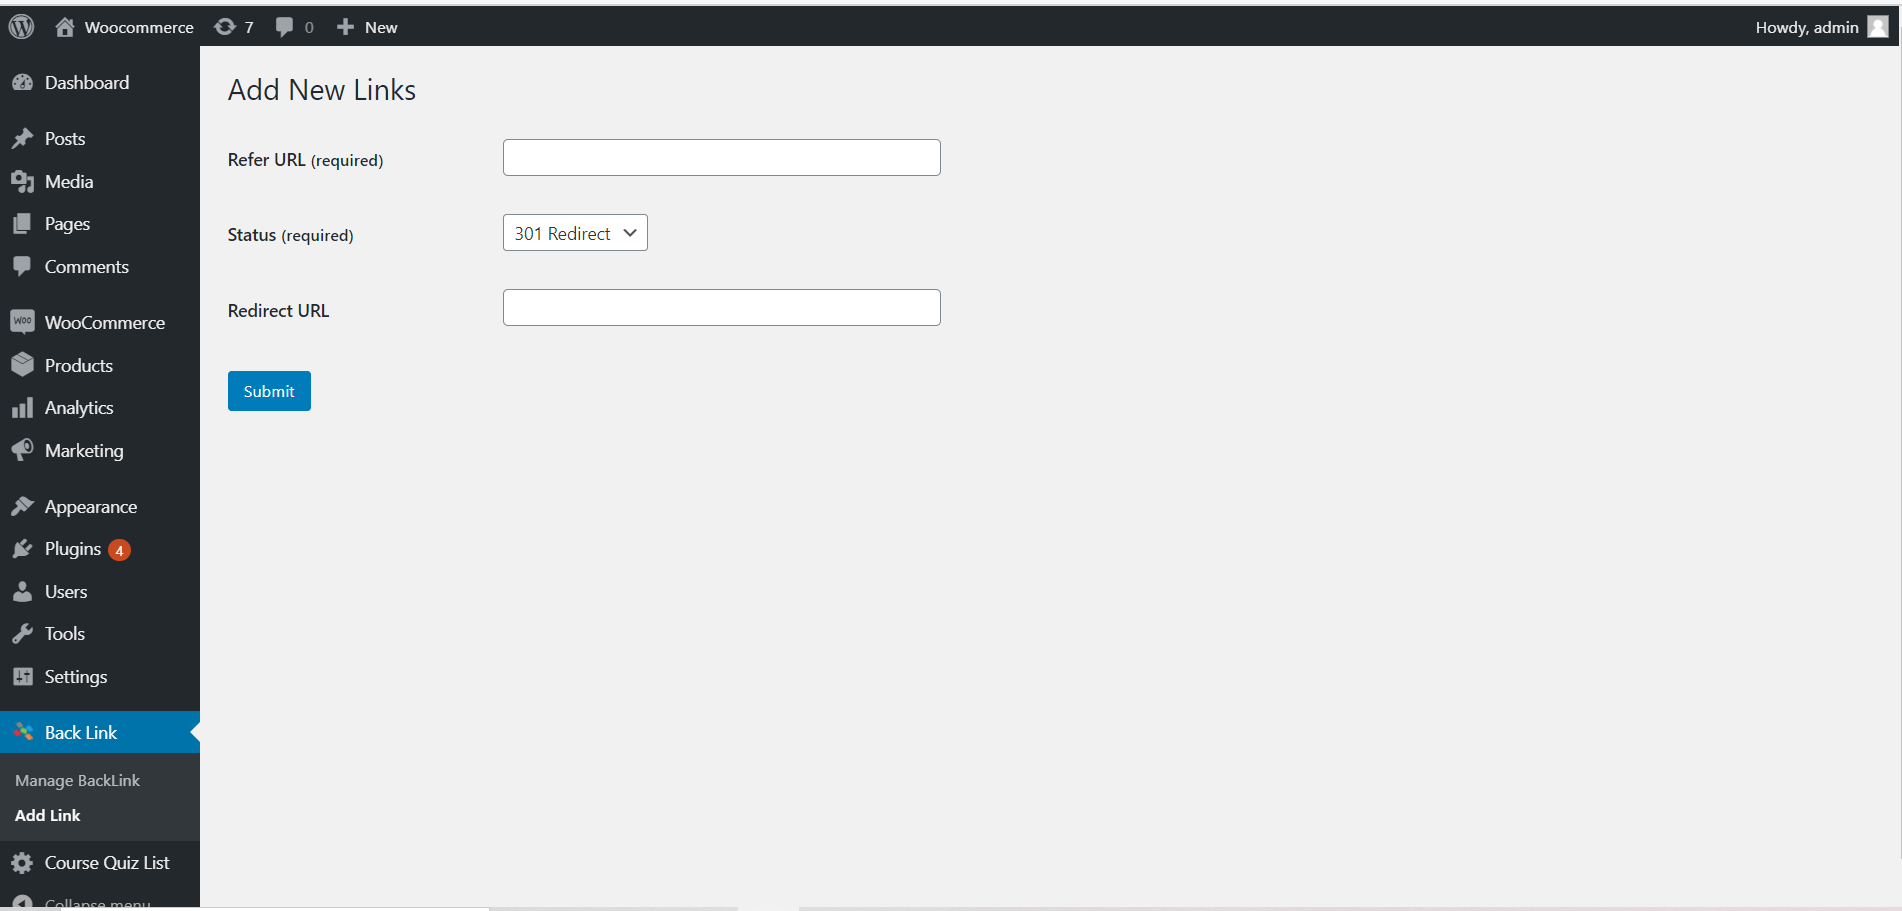 Woocommerce 7 0 New Howdy, admin
Dashboard
Posts
Media
Pages
Comments
WOO WooCommerce
Products
Analytics
Marketing
Appearance
Plugins 4
Users
Tools
Settings
Back Link
Manage BackLink
Add Link
Course Quiz List
Collapse menu
Add New Links
Refer URL (required)
Status (required) 301 Redirect
Redirect URL
Submit